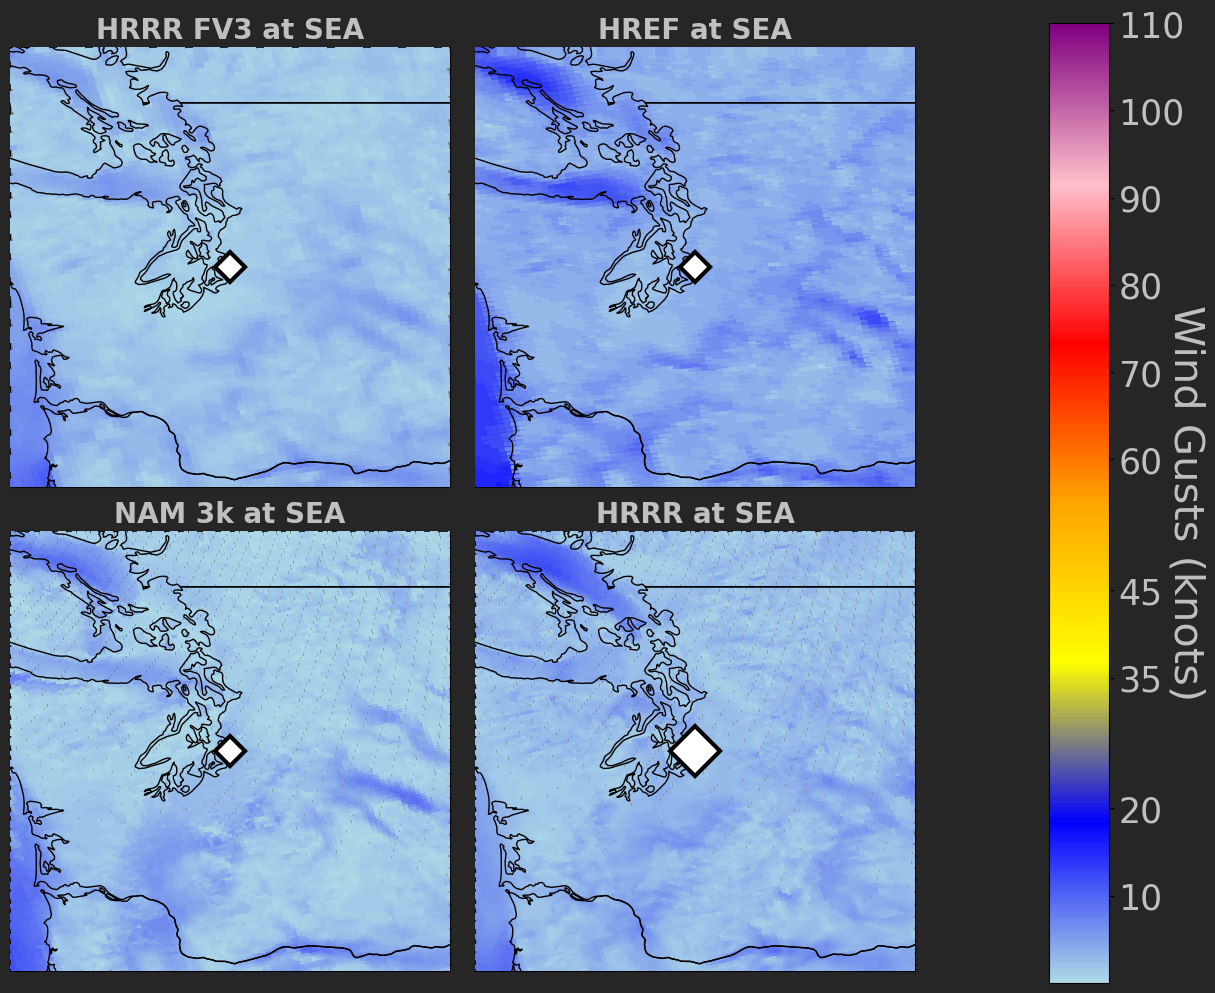 HRRR FV3 at SEA
HREF at SEA
NAM 3k at SEA
HRRR at SEA
110
100
90
80
70
60
45
35
20
10
Wind Gusts (knots)